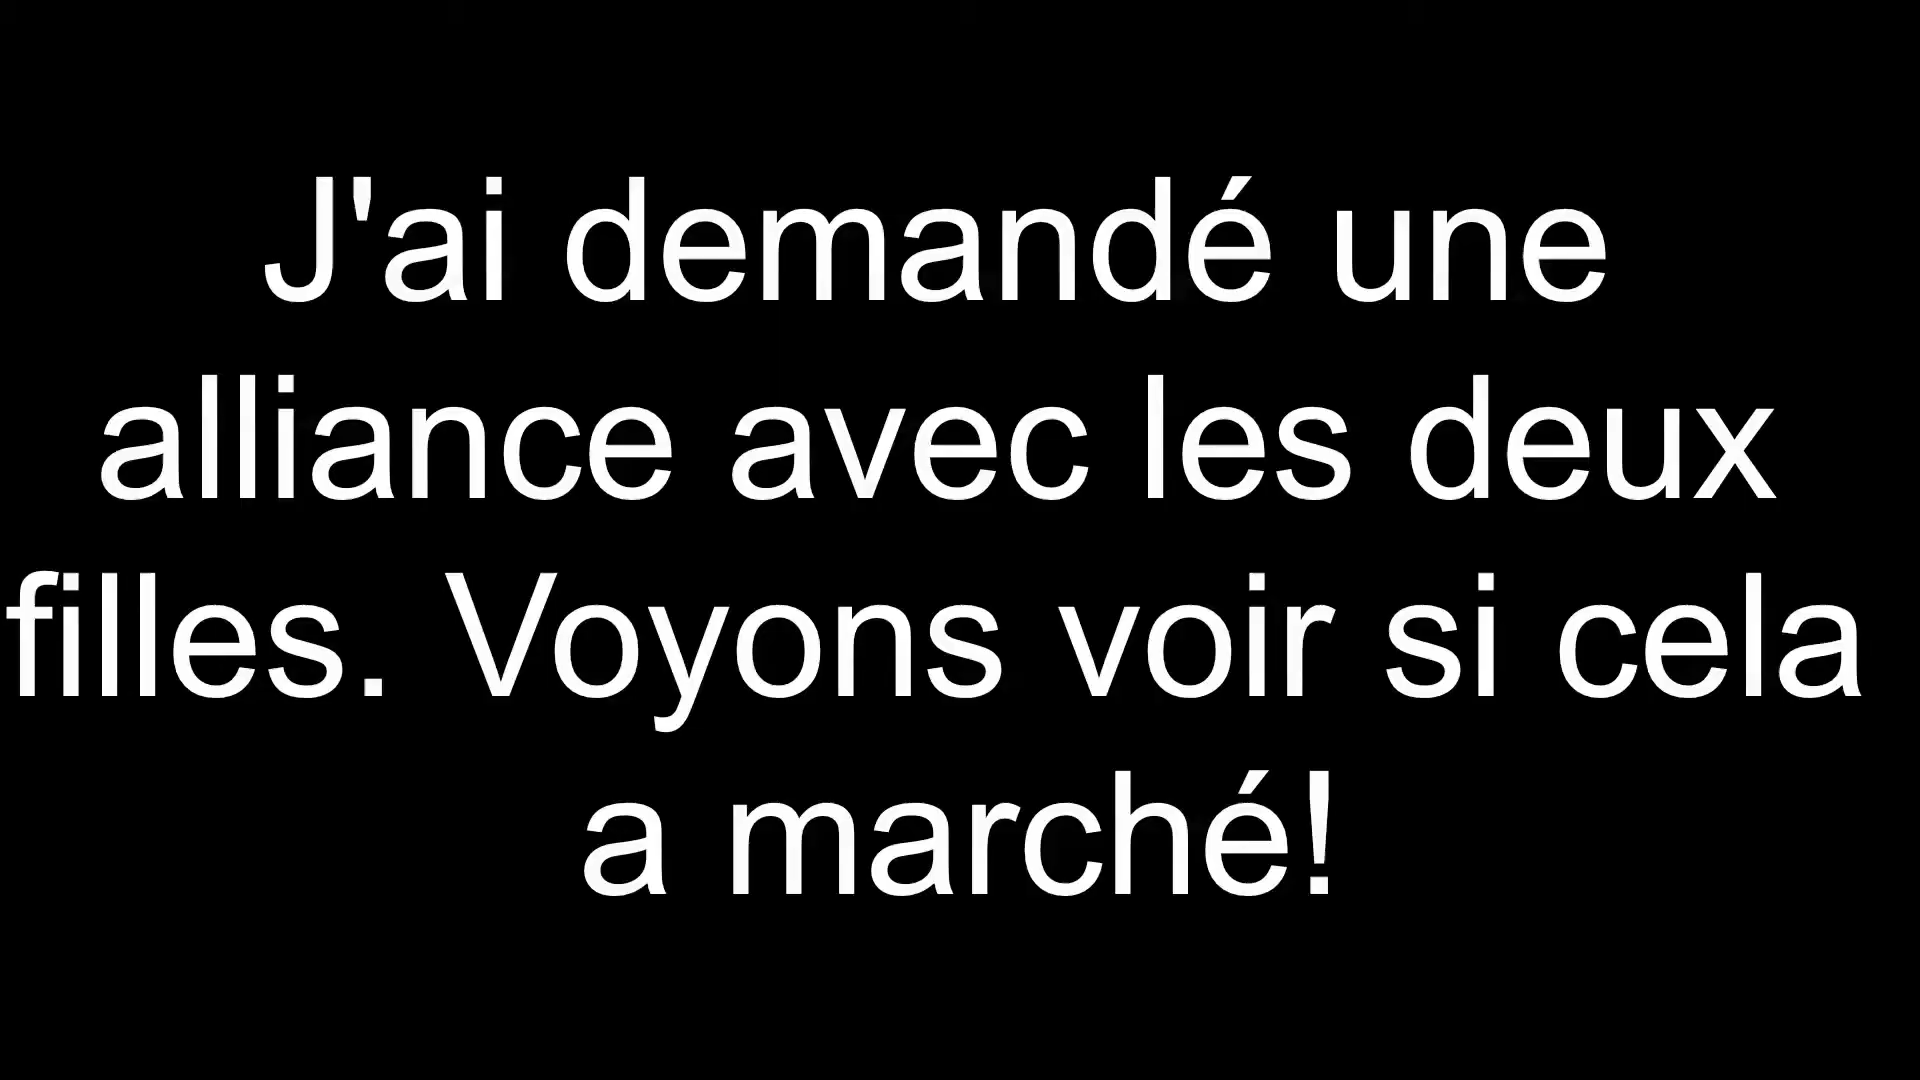 J'ai demandé une
alliance avec les deux
filles. Voyons voir si cela
a marché!